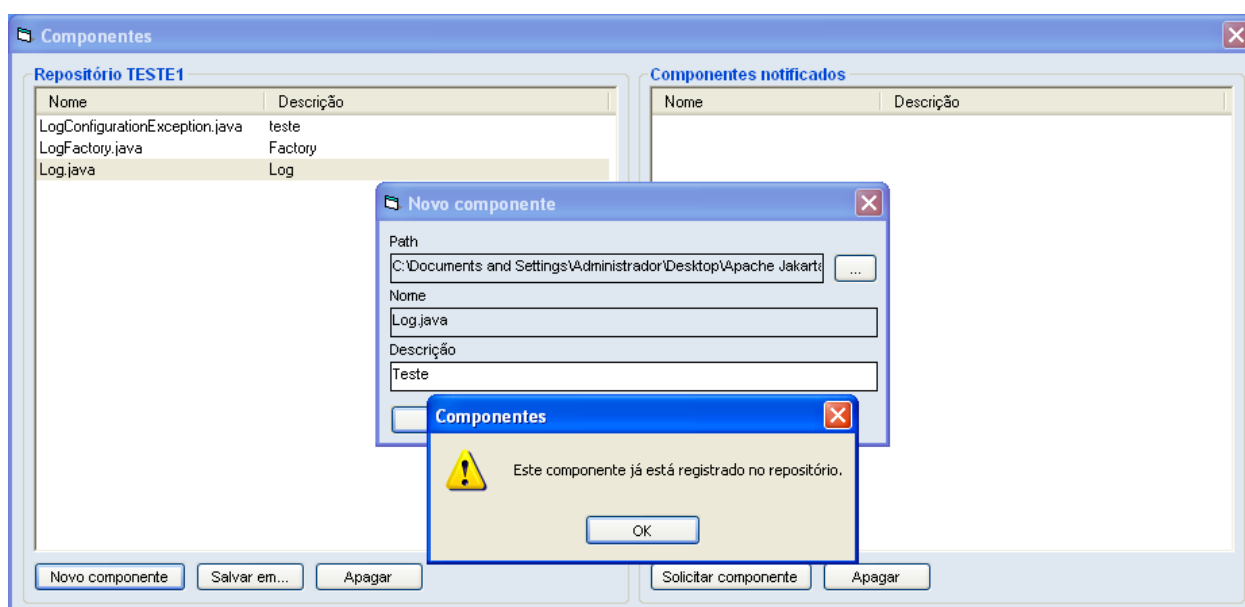 Componentes
Repositório TESTE1
Nome Descrição
LogConfigurationException.java teste
LogFactory.java Factory
Log.java Log
Componentes notificados
Nome Descrição
Novo componente
Path
C:\Documents and Settings\Administrador\Desktop\Apache Jakarta
...
Nome
Log.java
Descrição
Teste
Componentes
Este componente já está registrado no repositório.
OK
Novo componente Salvar em... Apagar
Solicitar componente Apagar